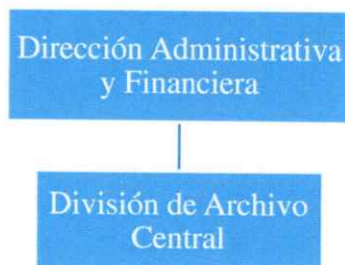 Dirección Administrativa
y Financiera
División de Archivo
Central